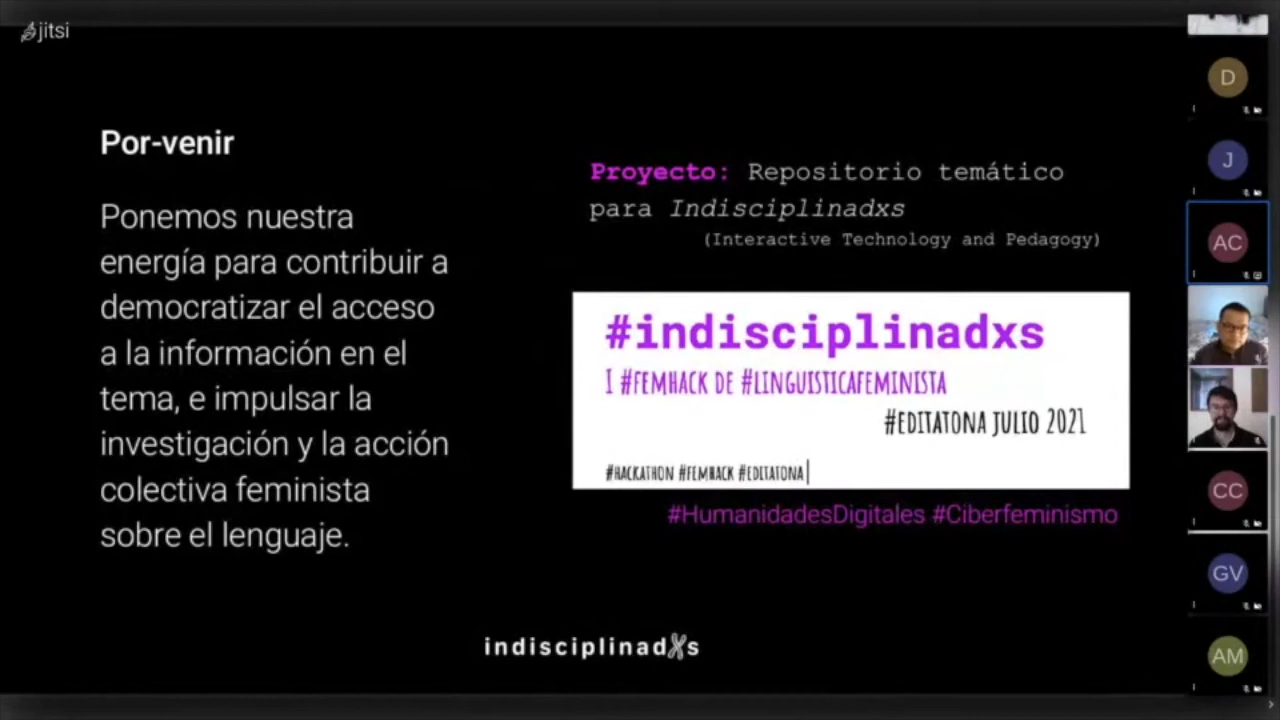 jitsi
Por-venir
Ponemos nuestra
energía para contribuir a
democratizar el acceso
a la información en el
tema, e impulsar la
investigación y la acción
colectiva feminista
sobre el lenguaje.
Proyecto: Repositorio temático
para Indisciplinadxs
(Interactive Technology and Pedagogy)
#indisciplinadxs
I #FEMHACK DE #LINGUISTICAFEMINISTA
#EDITATONA JULIO 2021
#HACKATHON #FEMHACK #EDITATONA
#HumanidadesDigitales #Ciberfeminismo
indisciplinadXs
D
J
AC
CC
GV
AM